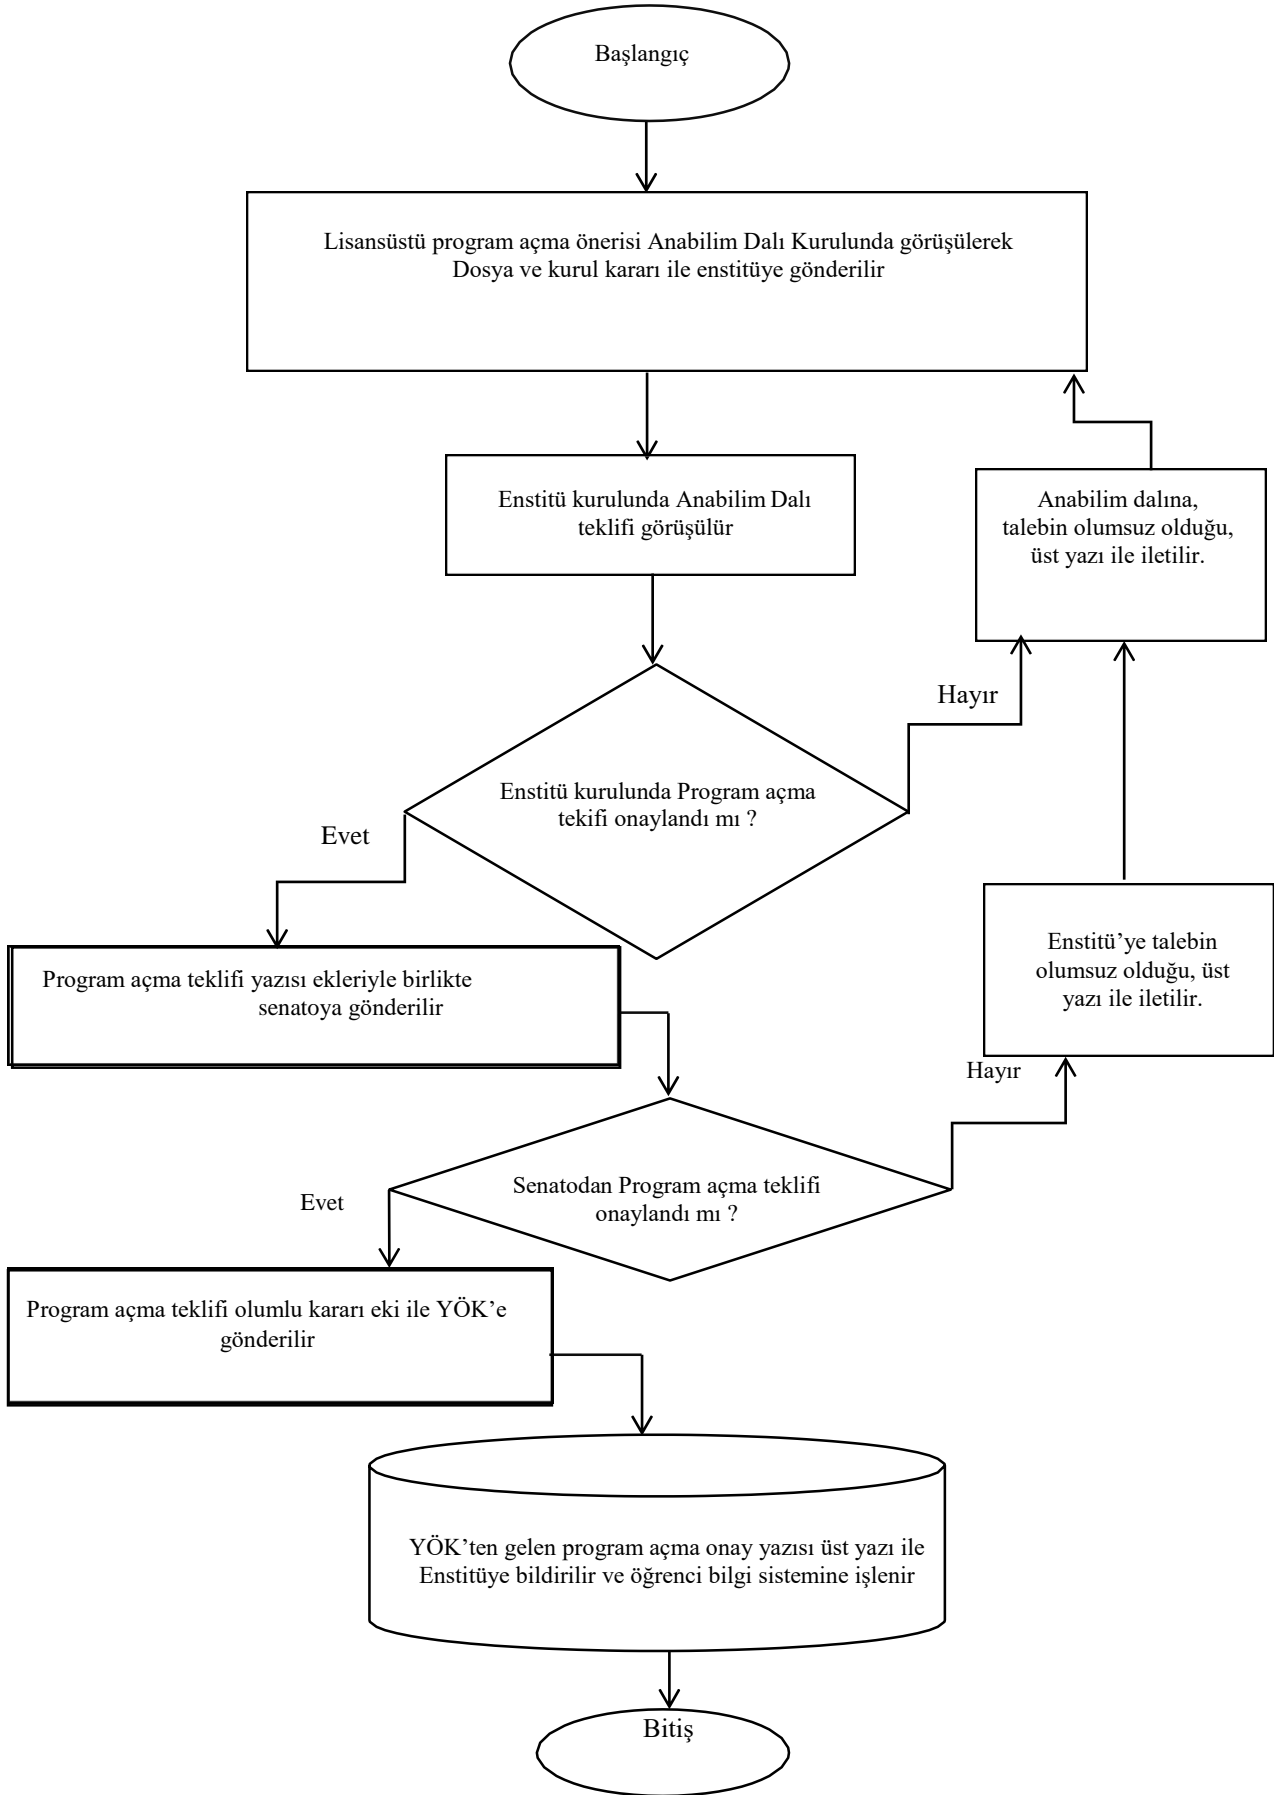 Başlangıç
Lisansüstü program açma önerisi Anabilim Dalı Kurulunda görüşülerek
Dosya ve kurul kararı ile enstitüye gönderilir
Enstitü kurulunda Anabilim Dalı
teklifi görüşülür
Anabilim dalına,
talebin olumsuz olduğu,
üst yazı ile iletilir.
Hayır
Enstitü kurulunda Program açma
tekifi onaylandı mı ?
Evet
Enstitü’ye talebin
olumsuz olduğu, üst
yazı ile iletilir.
Program açma teklifi yazısı ekleriyle birlikte
senatoya gönderilir
Hayır
Senatodan Program açma teklifi
onaylandı mı ?
Evet
Program açma teklifi olumlu kararı eki ile YÖK’e
gönderilir
YÖK’ten gelen program açma onay yazısı üst yazı ile
Enstitüye bildirilir ve öğrenci bilgi sistemine işlenir
Bitiş